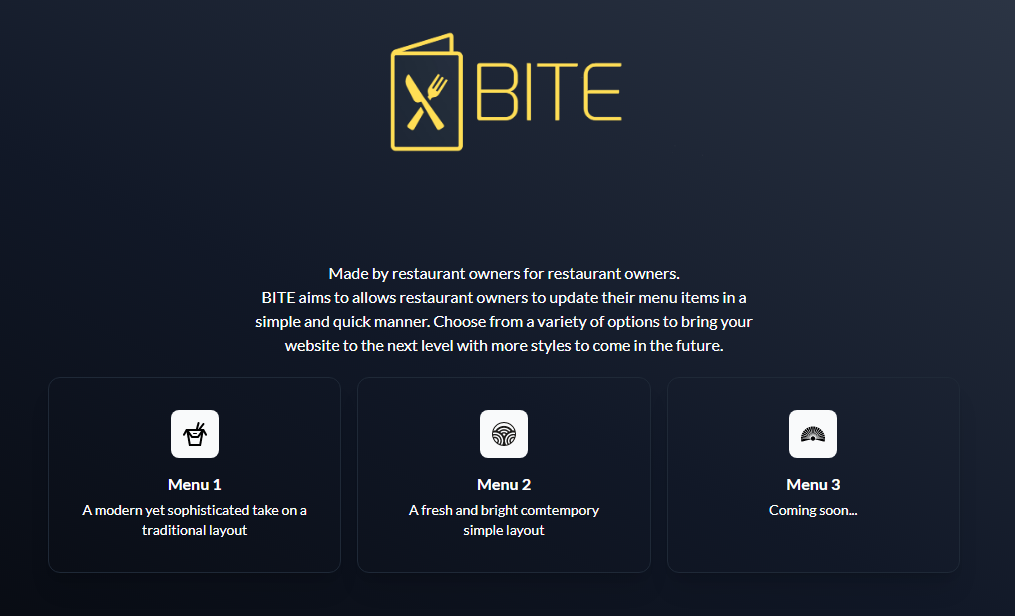 BITE
Made by restaurant owners for restaurant owners.
BITE aims to allows restaurant owners to update their menu items in a
simple and quick manner. Choose from a variety of options to bring your
website to the next level with more styles to come in the future.
Menu 1
A modern yet sophisticated take on a
traditional layout
Menu 2
A fresh and bright comtempory
simple layout
Menu 3
Coming soon...